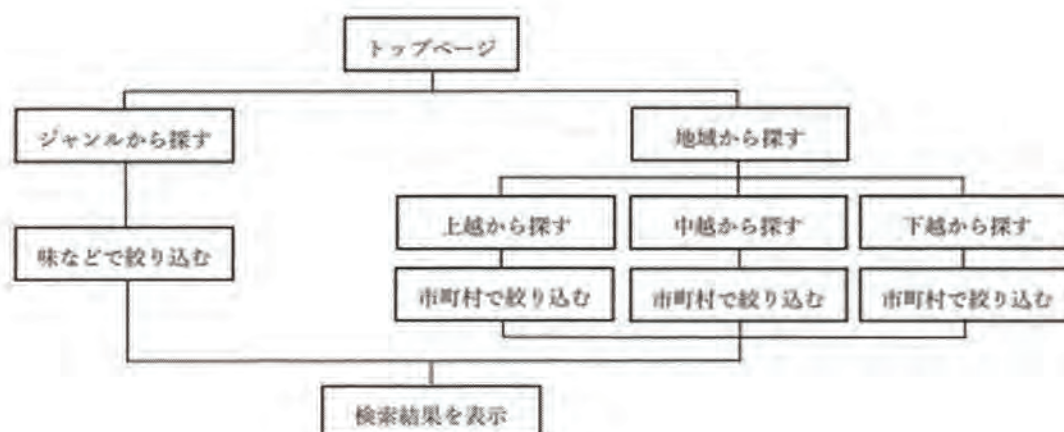 トップページ
ジャンルから探す
地域から探す
上越から探す
中越から探す
下越から探す
味などで絞り込む
市町村で絞り込む
市町村で絞り込む
市町村で絞り込む
検索結果を表示